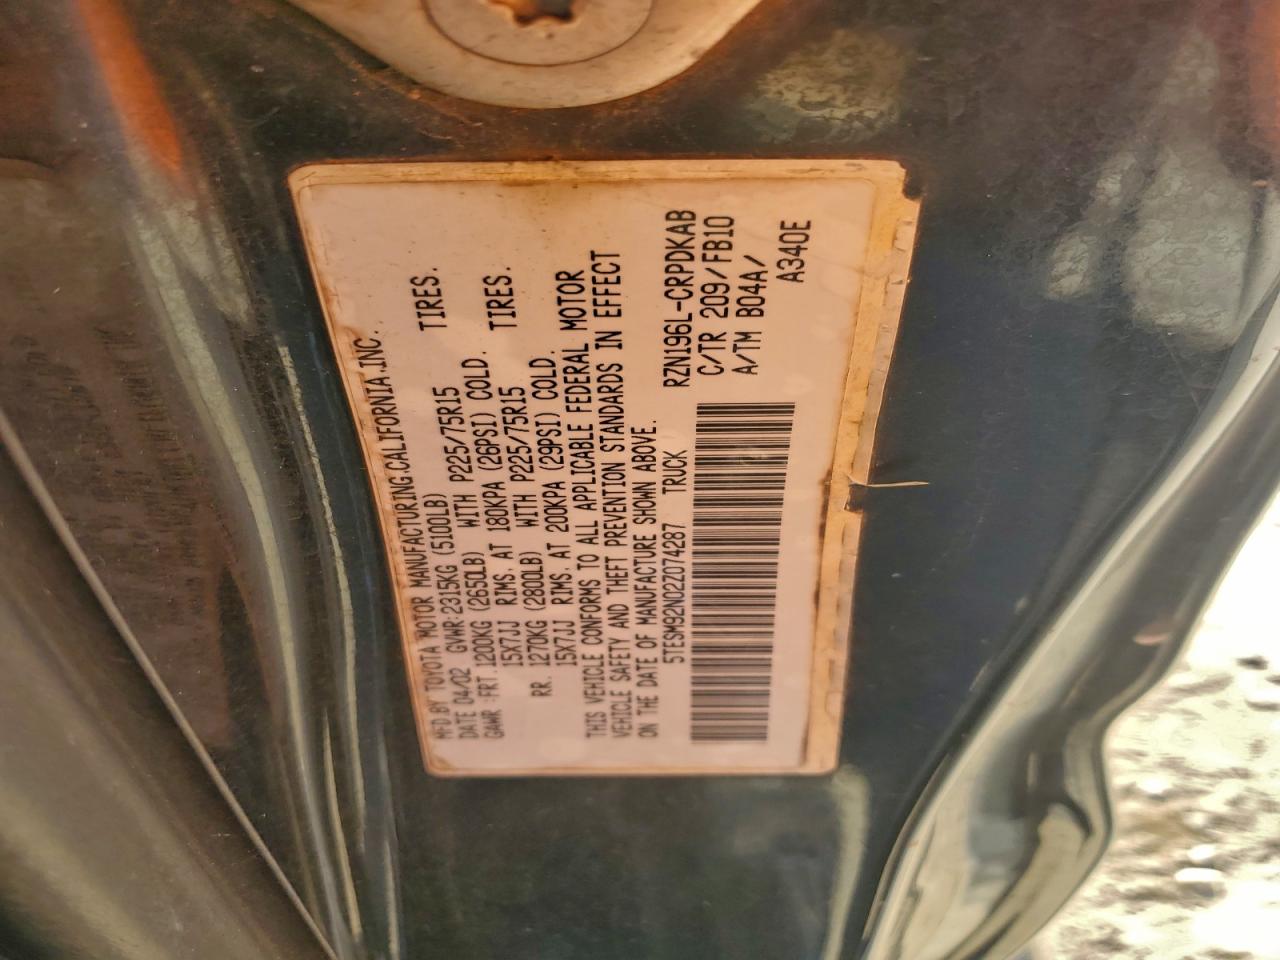 MFD.BY TOYOTA MOTOR MANUFACTURING,CALIFORNIA,INC.
DATE 04/02 GVWR:2315KG (5100LB)
GAWR :FRT.1200KG (2650LB) WITH P225/75R15 TIRES.
15X7JJ RIMS. AT 180KPA (26PSI) COLD.
RR. 1270KG (2800LB) WITH P225/75R15 TIRES.
15X7JJ RIMS. AT 200KPA (29PSI) COLD.
THIS VEHICLE CONFORMS TO ALL APPLICABLE FEDERAL MOTOR
VEHICLE SAFETY AND THEFT PREVENTION STANDARDS IN EFFECT
ON THE DATE OF MANUFACTURE SHOWN ABOVE.
5TESM92N02Z074287 TRUCK
RZN196L-CRPDKAB
C/TR 209/FB10
A/TM B04A/
A340E